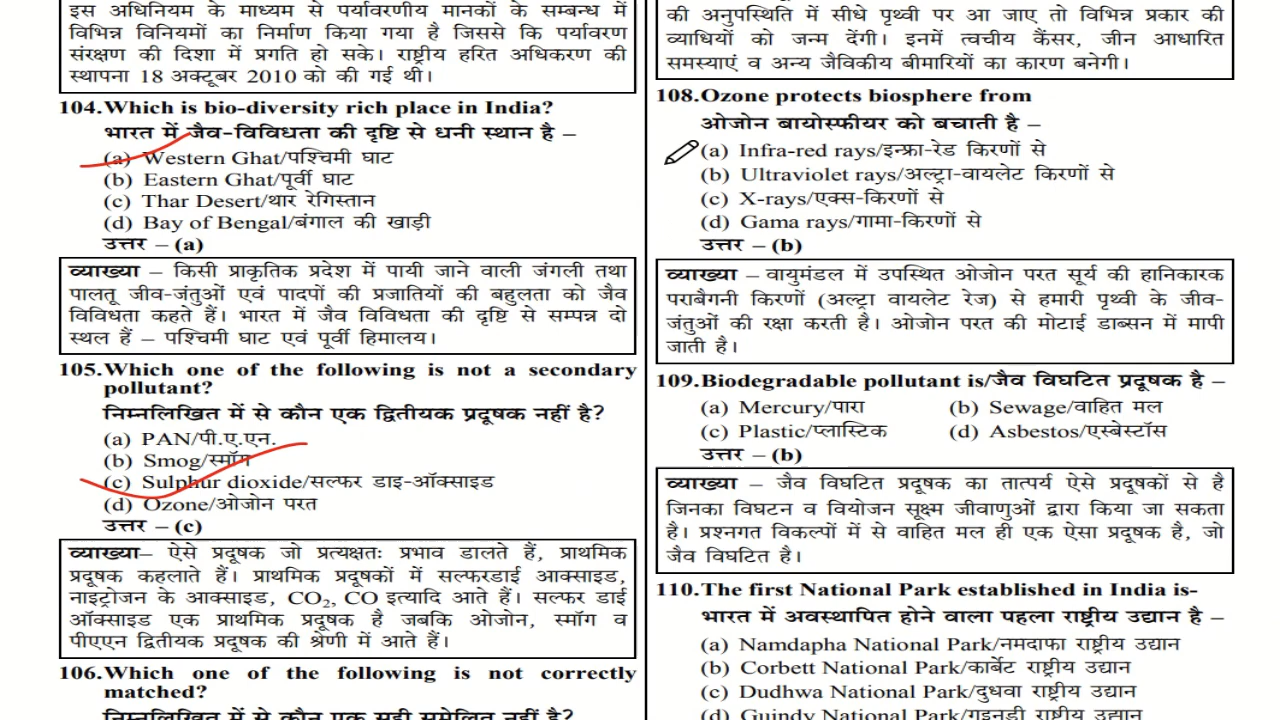 इस अधिनियम के माध्यम से पर्यावरणीय मानकों के सम्बन्ध में
विभिन्न विनियमों का निर्माण किया गया है जिससे कि पर्यावरण
संरक्षण की दिशा में प्रगति हो सके। राष्ट्रीय हरित अधिकरण की
स्थापना 18 अक्टूबर 2010 को की गई थी।
104. Which is bio-diversity rich place in India?
भारत में जैव-विविधता की दृष्टि से धनी स्थान है –
(a) Western Ghat/पश्चिमी घाट
(b) Eastern Ghat/पूर्वी घाट
(c) Thar Desert/थार रेगिस्तान
(d) Bay of Bengal/बंगाल की खाड़ी
उत्तर – (a)
व्याख्या – किसी प्राकृतिक प्रदेश में पायी जाने वाली जंगली तथा
पालतू जीव-जंतुओं एवं पादपों की प्रजातियों की बहुलता को जैव
विविधता कहते हैं। भारत में जैव विविधता की दृष्टि से सम्पन्न दो
स्थल हैं – पश्चिमी घाट एवं पूर्वी हिमालय।
105. Which one of the following is not a secondary
pollutant?
निम्नलिखित में से कौन एक द्वितीयक प्रदूषक नहीं है?
(a) PAN/पी.ए.एन.
(b) Smog/स्मॉग
(c) Sulphur dioxide/सल्फर डाइ-ऑक्साइड
(d) Ozone/ओजोन परत
उत्तर – (c)
व्याख्या– ऐसे प्रदूषक जो प्रत्यक्षतः प्रभाव डालते हैं, प्राथमिक
प्रदूषक कहलाते हैं। प्राथमिक प्रदूषकों में सल्फरडाई आक्साइड,
नाइट्रोजन के आक्साइड, CO₂, CO इत्यादि आते हैं। सल्फर डाई
ऑक्साइड एक प्राथमिक प्रदूषक है जबकि ओजोन, स्मॉग व
पीएएन द्वितीयक प्रदूषक की श्रेणी में आते हैं।
106. Which one of the following is not correctly
matched?
निम्नलिखित में से कौन एक सही सुमेलित नहीं है?
की अनुपस्थिति में सीधे पृथ्वी पर आ जाए तो विभिन्न प्रकार की
व्याधियों को जन्म देंगी। इनमें त्वचीय कैंसर, जीन आधारित
समस्याएं व अन्य जैविकीय बीमारियों का कारण बनेगी।
108. Ozone protects biosphere from
ओजोन बायोस्फीयर को बचाती है –
(a) Infra-red rays/इन्फ्रा-रेड किरणों से
(b) Ultraviolet rays/अल्ट्रा-वायलेट किरणों से
(c) X-rays/एक्स-किरणों से
(d) Gama rays/गामा-किरणों से
उत्तर – (b)
व्याख्या – वायुमंडल में उपस्थित ओजोन परत सूर्य की हानिकारक
पराबैगनी किरणों (अल्ट्रा वायलेट रेज) से हमारी पृथ्वी के जीव-
जंतुओं की रक्षा करती है। ओजोन परत की मोटाई डाब्सन में मापी
जाती है।
109. Biodegradable pollutant is/जैव विघटित प्रदूषक है –
(a) Mercury/पारा (b) Sewage/वाहित मल
(c) Plastic/प्लास्टिक (d) Asbestos/एस्बेस्टॉस
उत्तर – (b)
व्याख्या – जैव विघटित प्रदूषक का तात्पर्य ऐसे प्रदूषकों से है
जिनका विघटन व वियोजन सूक्ष्म जीवाणुओं द्वारा किया जा सकता
है। प्रश्नगत विकल्पों में से वाहित मल ही एक ऐसा प्रदूषक है, जो
जैव विघटित है।
110. The first National Park established in India is-
भारत में अवस्थापित होने वाला पहला राष्ट्रीय उद्यान है –
(a) Namdapha National Park/नमदाफा राष्ट्रीय उद्यान
(b) Corbett National Park/कार्बेट राष्ट्रीय उद्यान
(c) Dudhwa National Park/दुधवा राष्ट्रीय उद्यान
(d) Guindy National Park/गुइनडी राष्ट्रीय उद्यान